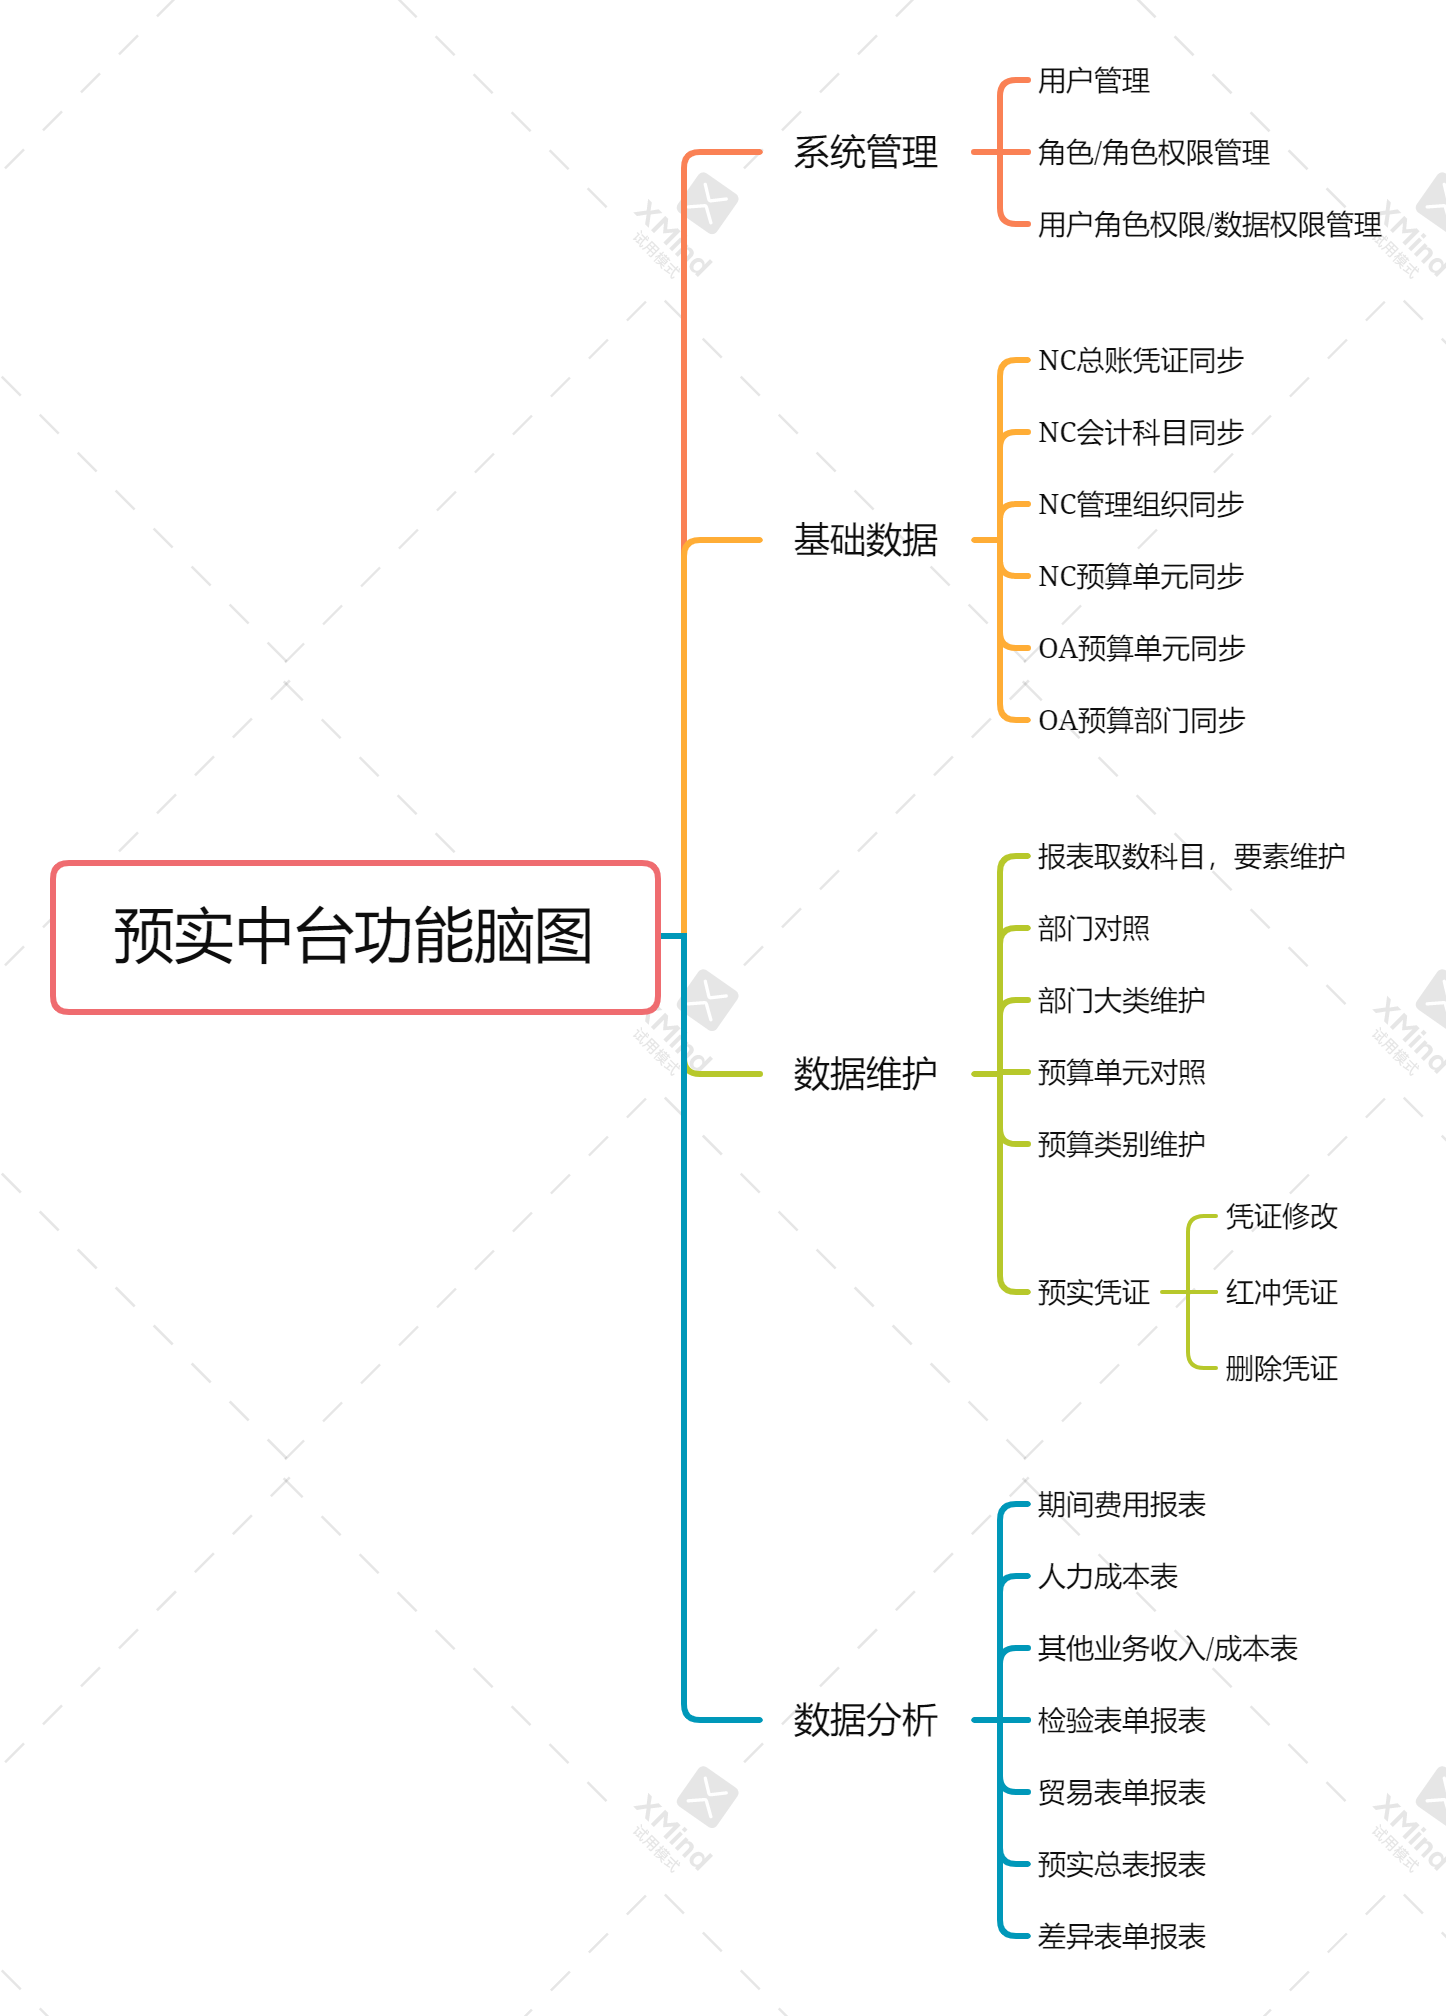 用户管理
系统管理
角色/角色权限管理
用户角色权限/数据权限管理
NC总账凭证同步
NC会计科目同步
NC管理组织同步
基础数据
NC预算单元同步
OA预算单元同步
OA预算部门同步
预实中台功能脑图
报表取数科目，要素维护
部门对照
部门大类维护
数据维护
预算单元对照
预算类别维护
预实凭证
凭证修改
红冲凭证
删除凭证
期间费用报表
人力成本表
其他业务收入/成本表
数据分析
检验表单报表
贸易表单报表
预实总表报表
差异表单报表
XMind
试用模式
XMind
试用模式
XMind
试用模式
XMind
试用模式
XMind
试用模式
XMind
试用模式